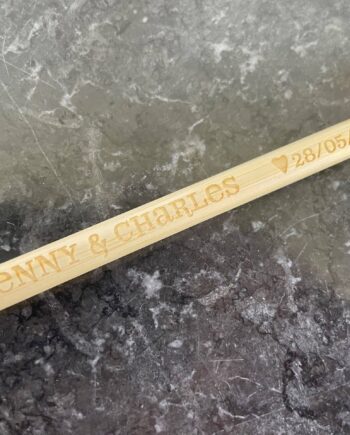 ENNY & CHARLES ♥ 28/05/